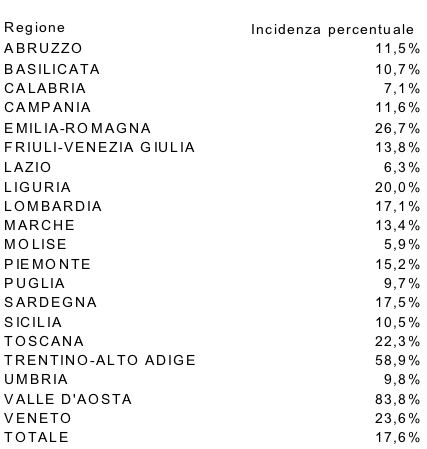 Regione Incidenza percentuale
ABRUZZO 11,5%
BASILICATA 10,7%
CALABRIA 7,1%
CAMPANIA 11,6%
EMILIA-ROMAGNA 26,7%
FRIULI-VENEZIA GIULIA 13,8%
LAZIO 6,3%
LIGURIA 20,0%
LOMBARDIA 17,1%
MARCHE 13,4%
MOLISE 5,9%
PIEMONTE 15,2%
PUGLIA 9,7%
SARDEGNA 17,5%
SICILIA 10,5%
TOSCANA 22,3%
TRENTINO-ALTO ADIGE 58,9%
UMBRIA 9,8%
VALLE D'AOSTA 83,8%
VENETO 23,6%
TOTALE 17,6%